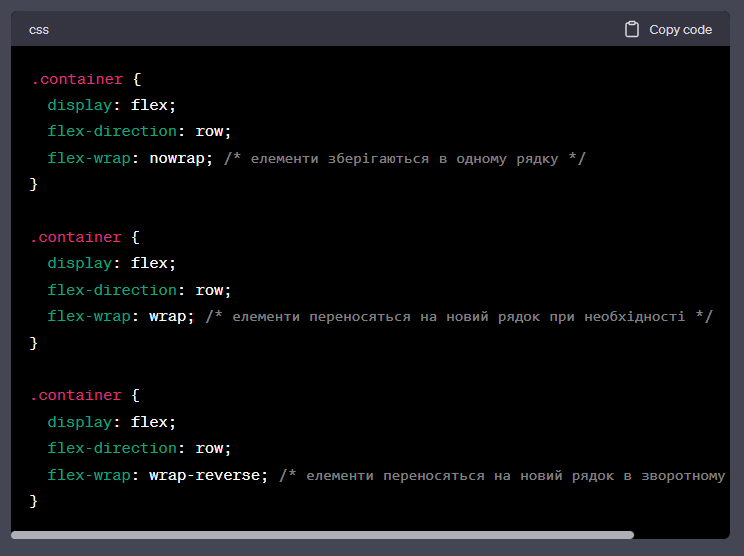 css
Copy code
.container {
display: flex;
flex-direction: row;
flex-wrap: nowrap; /* елементи зберігаються в одному рядку */
}
.container {
display: flex;
flex-direction: row;
flex-wrap: wrap; /* елементи переносяться на новий рядок при необхідності */
}
.container {
display: flex;
flex-direction: row;
flex-wrap: wrap-reverse; /* елементи переносяться на новий рядок в зворотному
}